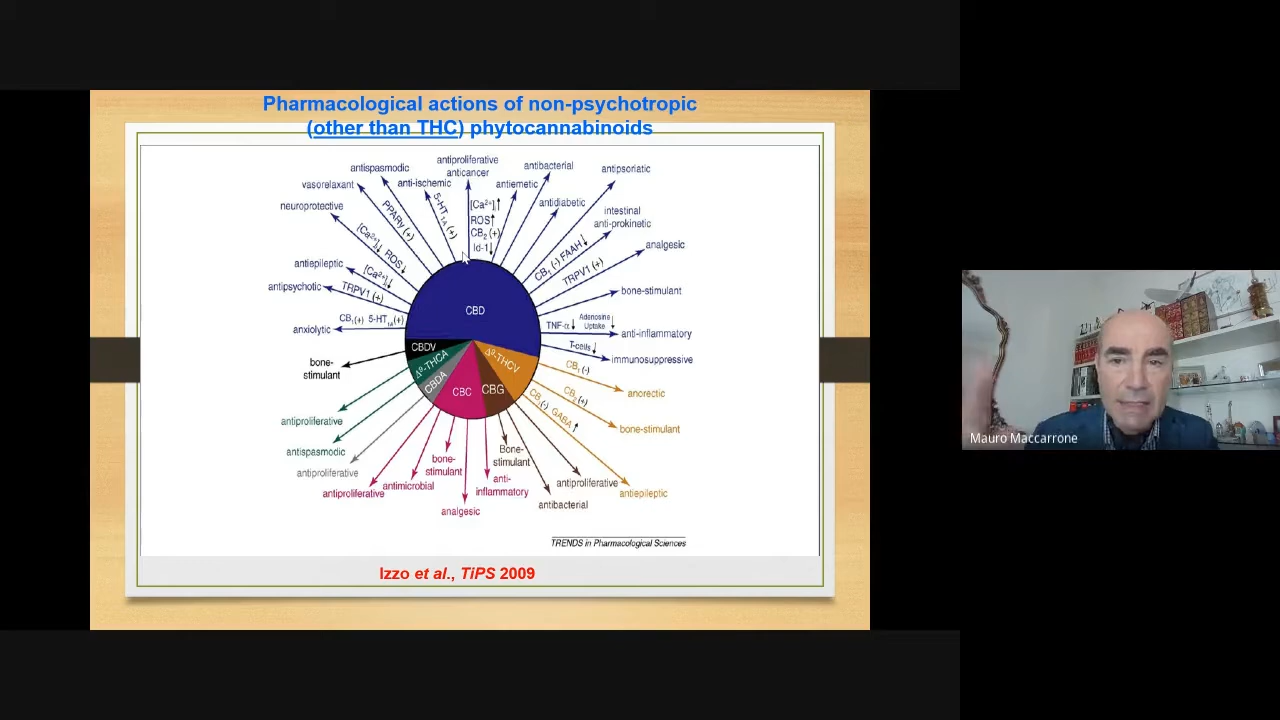 Pharmacological actions of non-psychotropic
(other than THC) phytocannabinoids
antiproliferative
anticancer
antispasmodic
anti-ischemic
antiemetic
antibacterial
antipsoriatic
vasorelaxant
neuroprotective
antidiabetic
intestinal
anti-prokinetic
analgesic
antiepileptic
antipsychotic
anxiolytic
bone-stimulant
anti-inflammatory
immunosuppressive
PPARγ (+)
5-HT1A (+)
[Ca2+]i↑
ROS↑
CB2 (+)
Id-1↓
[Ca2+]i↓ ROS↓
[Ca2+]i↓
TRPV1 (+)
CB1(+) 5-HT1A(+)
CB1 (-) FAAH↓
TRPV1 (+)
TNF-α↓
Adenosine
Uptake↓
T-cells↓
CBD
CBDV
Δ9-THCA
CBDA
CBC
CBG
Δ9-THCV
CB1 (-)
CB2 (+)
CB1(-) GABA↑
bone-
stimulant
antiproliferative
antispasmodic
antiproliferative
antiproliferative
antimicrobial
bone-
stimulant
analgesic
anti-
inflammatory
Bone-
stimulant
antiproliferative
antibacterial
anorectic
bone-stimulant
antiepileptic
TRENDS in Pharmacological Sciences
Izzo et al., TiPS 2009
Mauro Maccarrone